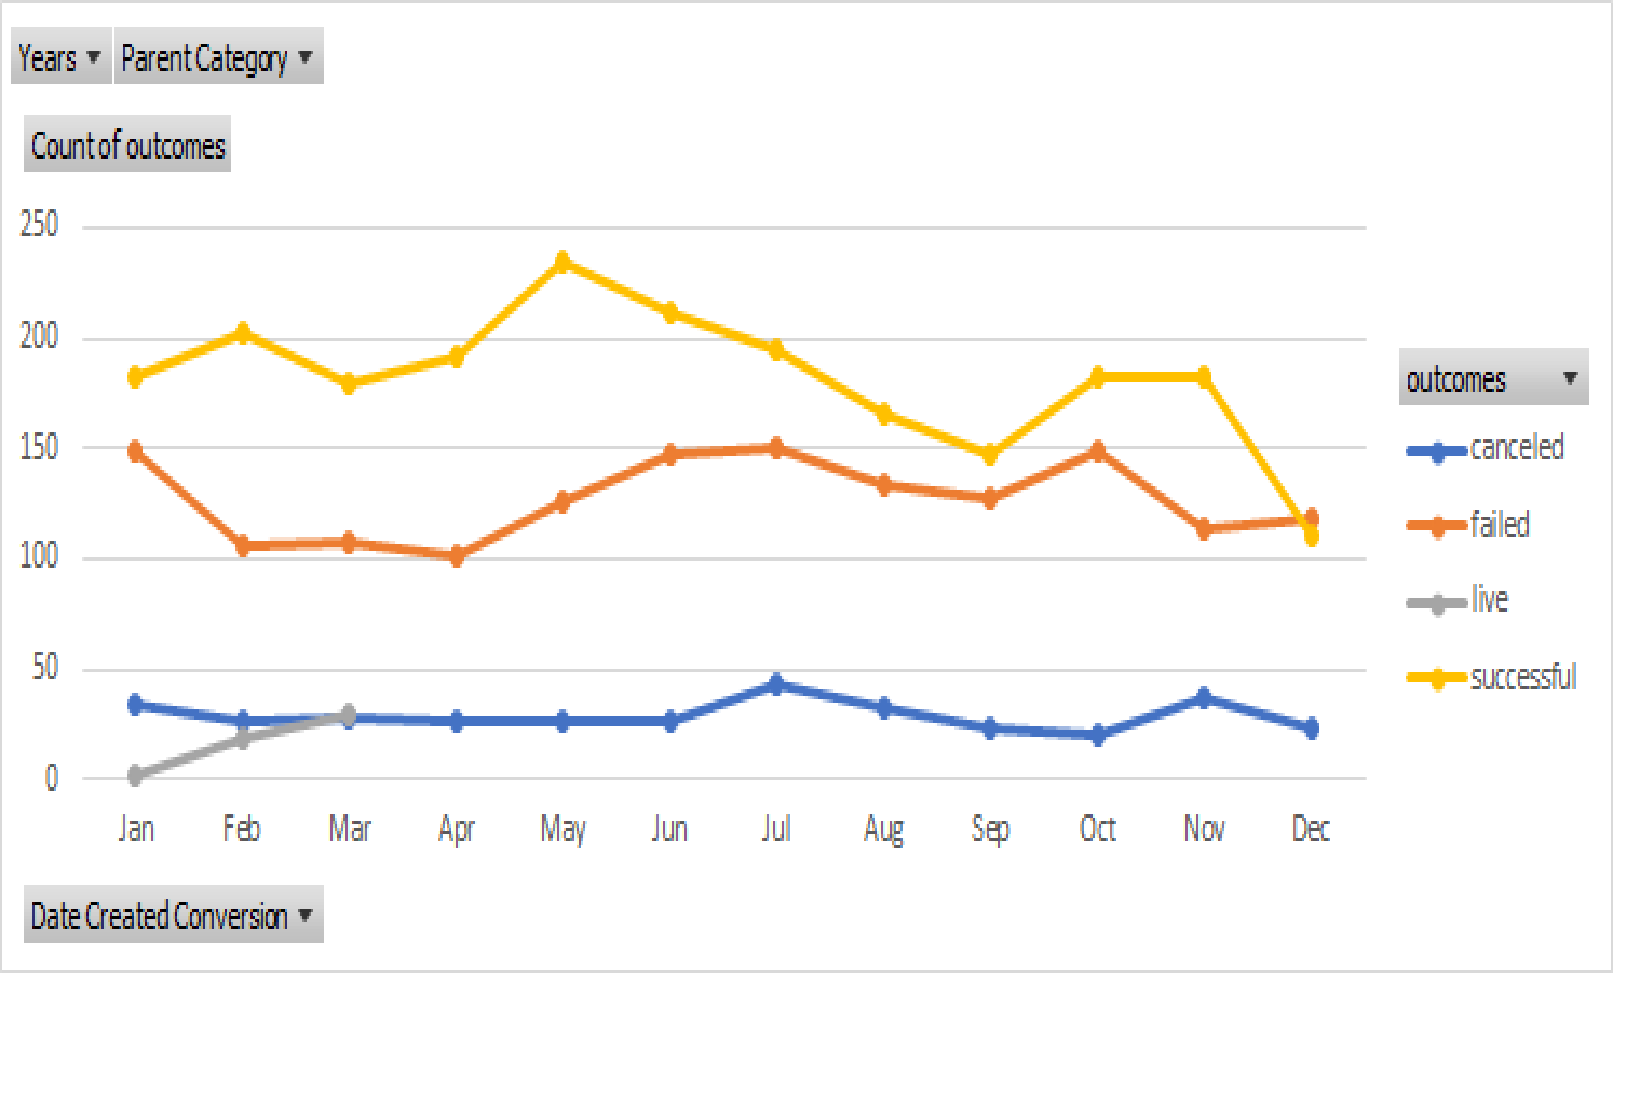 Years Parent Category
Count of outcomes
250
200
150
100
50
0
Jan Feb Mar Apr May Jun Jul Aug Sep Oct Nov Dec
outcomes
canceled
failed
live
successful
Date Created Conversion